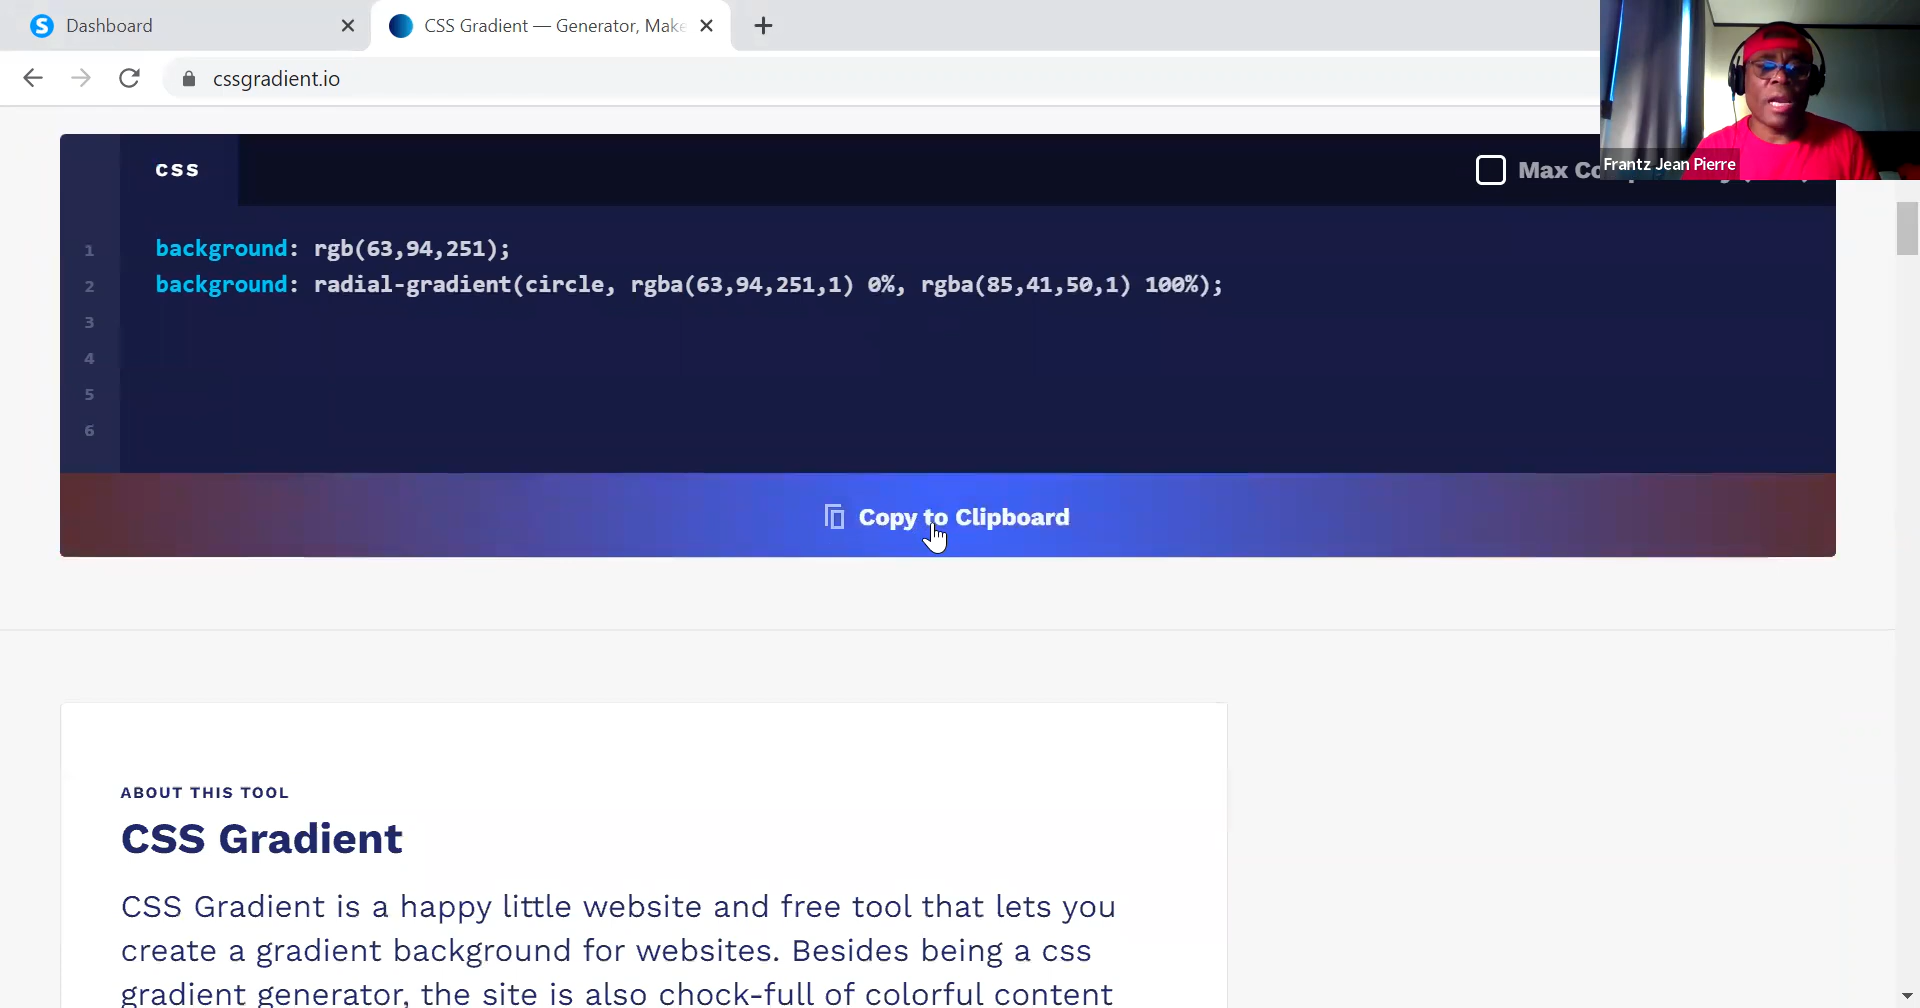 Dashboard
CSS Gradient — Generator, Make
cssgradient.io
Frantz Jean Pierre
CSS
Max
1 background: rgb(63,94,251);
2 background: radial-gradient(circle, rgba(63,94,251,1) 0%, rgba(85,41,50,1) 100%);
3
4
5
6
Copy to Clipboard
ABOUT THIS TOOL
CSS Gradient
CSS Gradient is a happy little website and free tool that lets you
create a gradient background for websites. Besides being a css
gradient generator, the site is also chock-full of colorful content